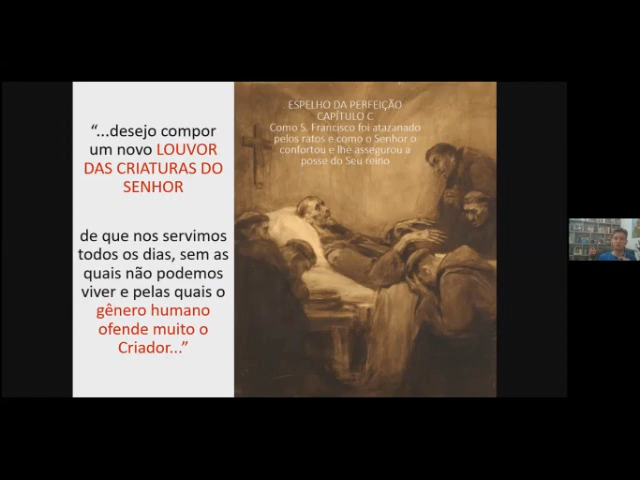 “...desejo compor
um novo LOUVOR
DAS CRIATURAS DO
SENHOR
de que nos servimos
todos os dias, sem as
quais não podemos
viver e pelas quais o
gênero humano
ofende muito o
Criador...”
ESPELHO DA PERFEIÇÃO
CAPÍTULO C
Como S. Francisco foi atazanado
pelos ratos e como o Senhor o
confortou e lhe assegurou a
posse do Seu reino